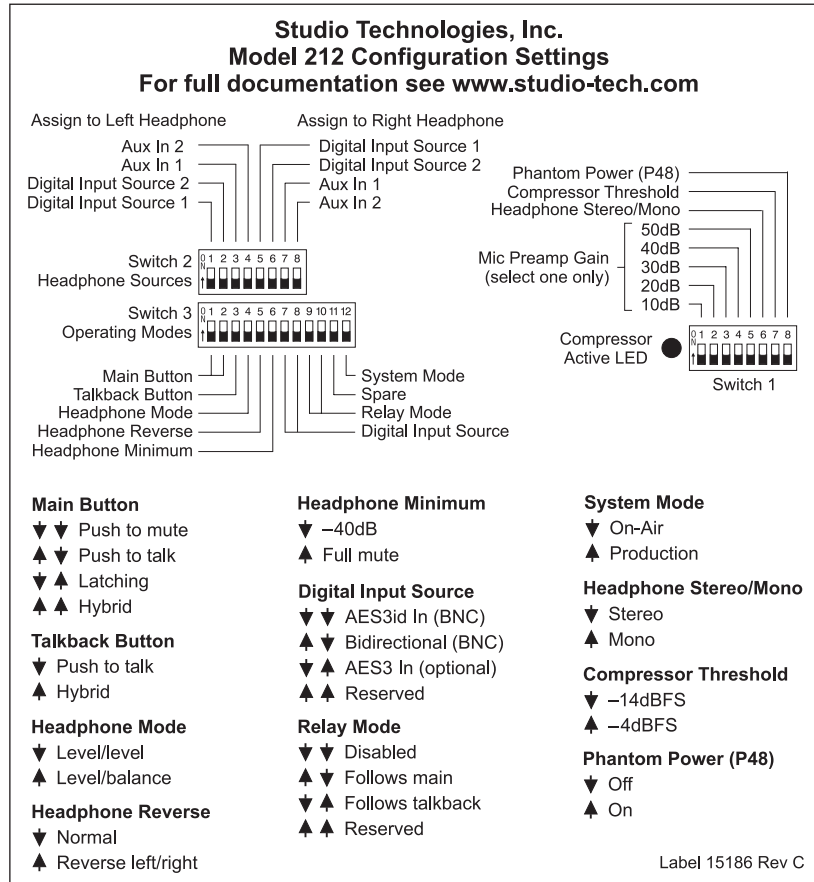 Studio Technologies, Inc.
Model 212 Configuration Settings
For full documentation see www.studio-tech.com
Assign to Left Headphone
Aux In 2
Aux In 1
Digital Input Source 2
Digital Input Source 1
Assign to Right Headphone
Digital Input Source 1
Digital Input Source 2
Aux In 1
Aux In 2
Switch 2
Headphone Sources
O
N
1 2 3 4 5 6 7 8
Switch 3
Operating Modes
O
N
1 2 3 4 5 6 7 8 9 10 11 12
Main Button
Talkback Button
Headphone Mode
Headphone Reverse
Headphone Minimum
System Mode
Spare
Relay Mode
Digital Input Source
Phantom Power (P48)
Compressor Threshold
Headphone Stereo/Mono
50dB
40dB
30dB
20dB
10dB
Mic Preamp Gain
(select one only)
Compressor
Active LED
O
N
1 2 3 4 5 6 7 8
Switch 1
Main Button
Push to mute
Push to talk
Latching
Hybrid
Talkback Button
Push to talk
Hybrid
Headphone Mode
Level/level
Level/balance
Headphone Reverse
Normal
Reverse left/right
Headphone Minimum
–40dB
Full mute
Digital Input Source
AES3id In (BNC)
Bidirectional (BNC)
AES3 In (optional)
Reserved
Relay Mode
Disabled
Follows main
Follows talkback
Reserved
System Mode
On-Air
Production
Headphone Stereo/Mono
Stereo
Mono
Compressor Threshold
–14dBFS
–4dBFS
Phantom Power (P48)
Off
On
Label 15186 Rev C